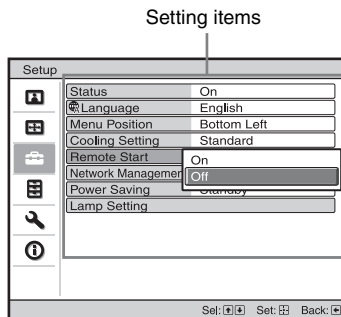 Setting items
Setup
Status On
Language English
Menu Position Bottom Left
Cooling Setting Standard
Remote Start On
Network Managemen Off
Power Saving Standby
Lamp Setting
Sel: Set: Back: